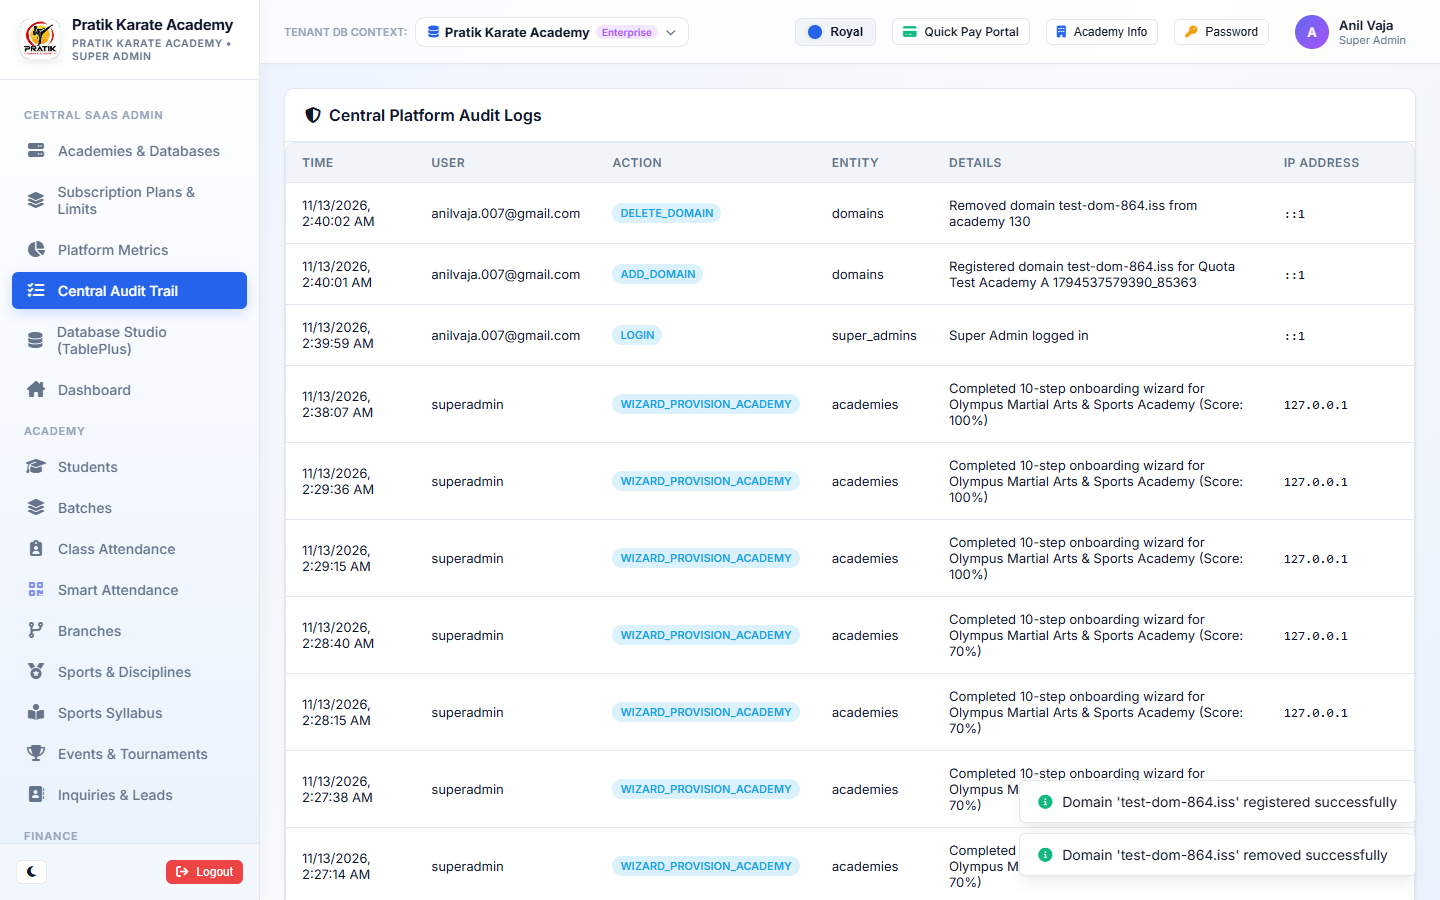 Pratik Karate Academy
PRATIK KARATE ACADEMY •
SUPER ADMIN
PRATIK
TENANT DB CONTEXT:
Pratik Karate Academy
Enterprise
Royal
Quick Pay Portal
Academy Info
Password
A
Anil Vaja
Super Admin
CENTRAL SAAS ADMIN
Academies & Databases
Subscription Plans &
Limits
Platform Metrics
Central Audit Trail
Database Studio
(TablePlus)
Dashboard
ACADEMY
Students
Batches
Class Attendance
Smart Attendance
Branches
Sports & Disciplines
Sports Syllabus
Events & Tournaments
Inquiries & Leads
FINANCE
Logout
Central Platform Audit Logs
TIME USER ACTION ENTITY DETAILS IP ADDRESS
11/13/2026,
2:40:02 AM
anilvaja.007@gmail.com
DELETE_DOMAIN
domains
Removed domain test-dom-864.iss from
academy 130
::1
11/13/2026,
2:40:01 AM
anilvaja.007@gmail.com
ADD_DOMAIN
domains
Registered domain test-dom-864.iss for Quota
Test Academy A 1794537579390_85363
::1
11/13/2026,
2:39:59 AM
anilvaja.007@gmail.com
LOGIN
super_admins
Super Admin logged in
::1
11/13/2026,
2:38:07 AM
superadmin
WIZARD_PROVISION_ACADEMY
academies
Completed 10-step onboarding wizard for
Olympus Martial Arts & Sports Academy (Score:
100%)
127.0.0.1
11/13/2026,
2:29:36 AM
superadmin
WIZARD_PROVISION_ACADEMY
academies
Completed 10-step onboarding wizard for
Olympus Martial Arts & Sports Academy (Score:
100%)
127.0.0.1
11/13/2026,
2:29:15 AM
superadmin
WIZARD_PROVISION_ACADEMY
academies
Completed 10-step onboarding wizard for
Olympus Martial Arts & Sports Academy (Score:
100%)
127.0.0.1
11/13/2026,
2:28:40 AM
superadmin
WIZARD_PROVISION_ACADEMY
academies
Completed 10-step onboarding wizard for
Olympus Martial Arts & Sports Academy (Score:
70%)
127.0.0.1
11/13/2026,
2:28:15 AM
superadmin
WIZARD_PROVISION_ACADEMY
academies
Completed 10-step onboarding wizard for
Olympus Martial Arts & Sports Academy (Score:
70%)
127.0.0.1
11/13/2026,
2:27:38 AM
superadmin
WIZARD_PROVISION_ACADEMY
academies
Completed 10-step onboarding wizard for
Olympus M
70%)
11/13/2026,
2:27:14 AM
superadmin
WIZARD_PROVISION_ACADEMY
academies
Completed
Olympus M
70%)
Domain 'test-dom-864.iss' registered successfully
Domain 'test-dom-864.iss' removed successfully